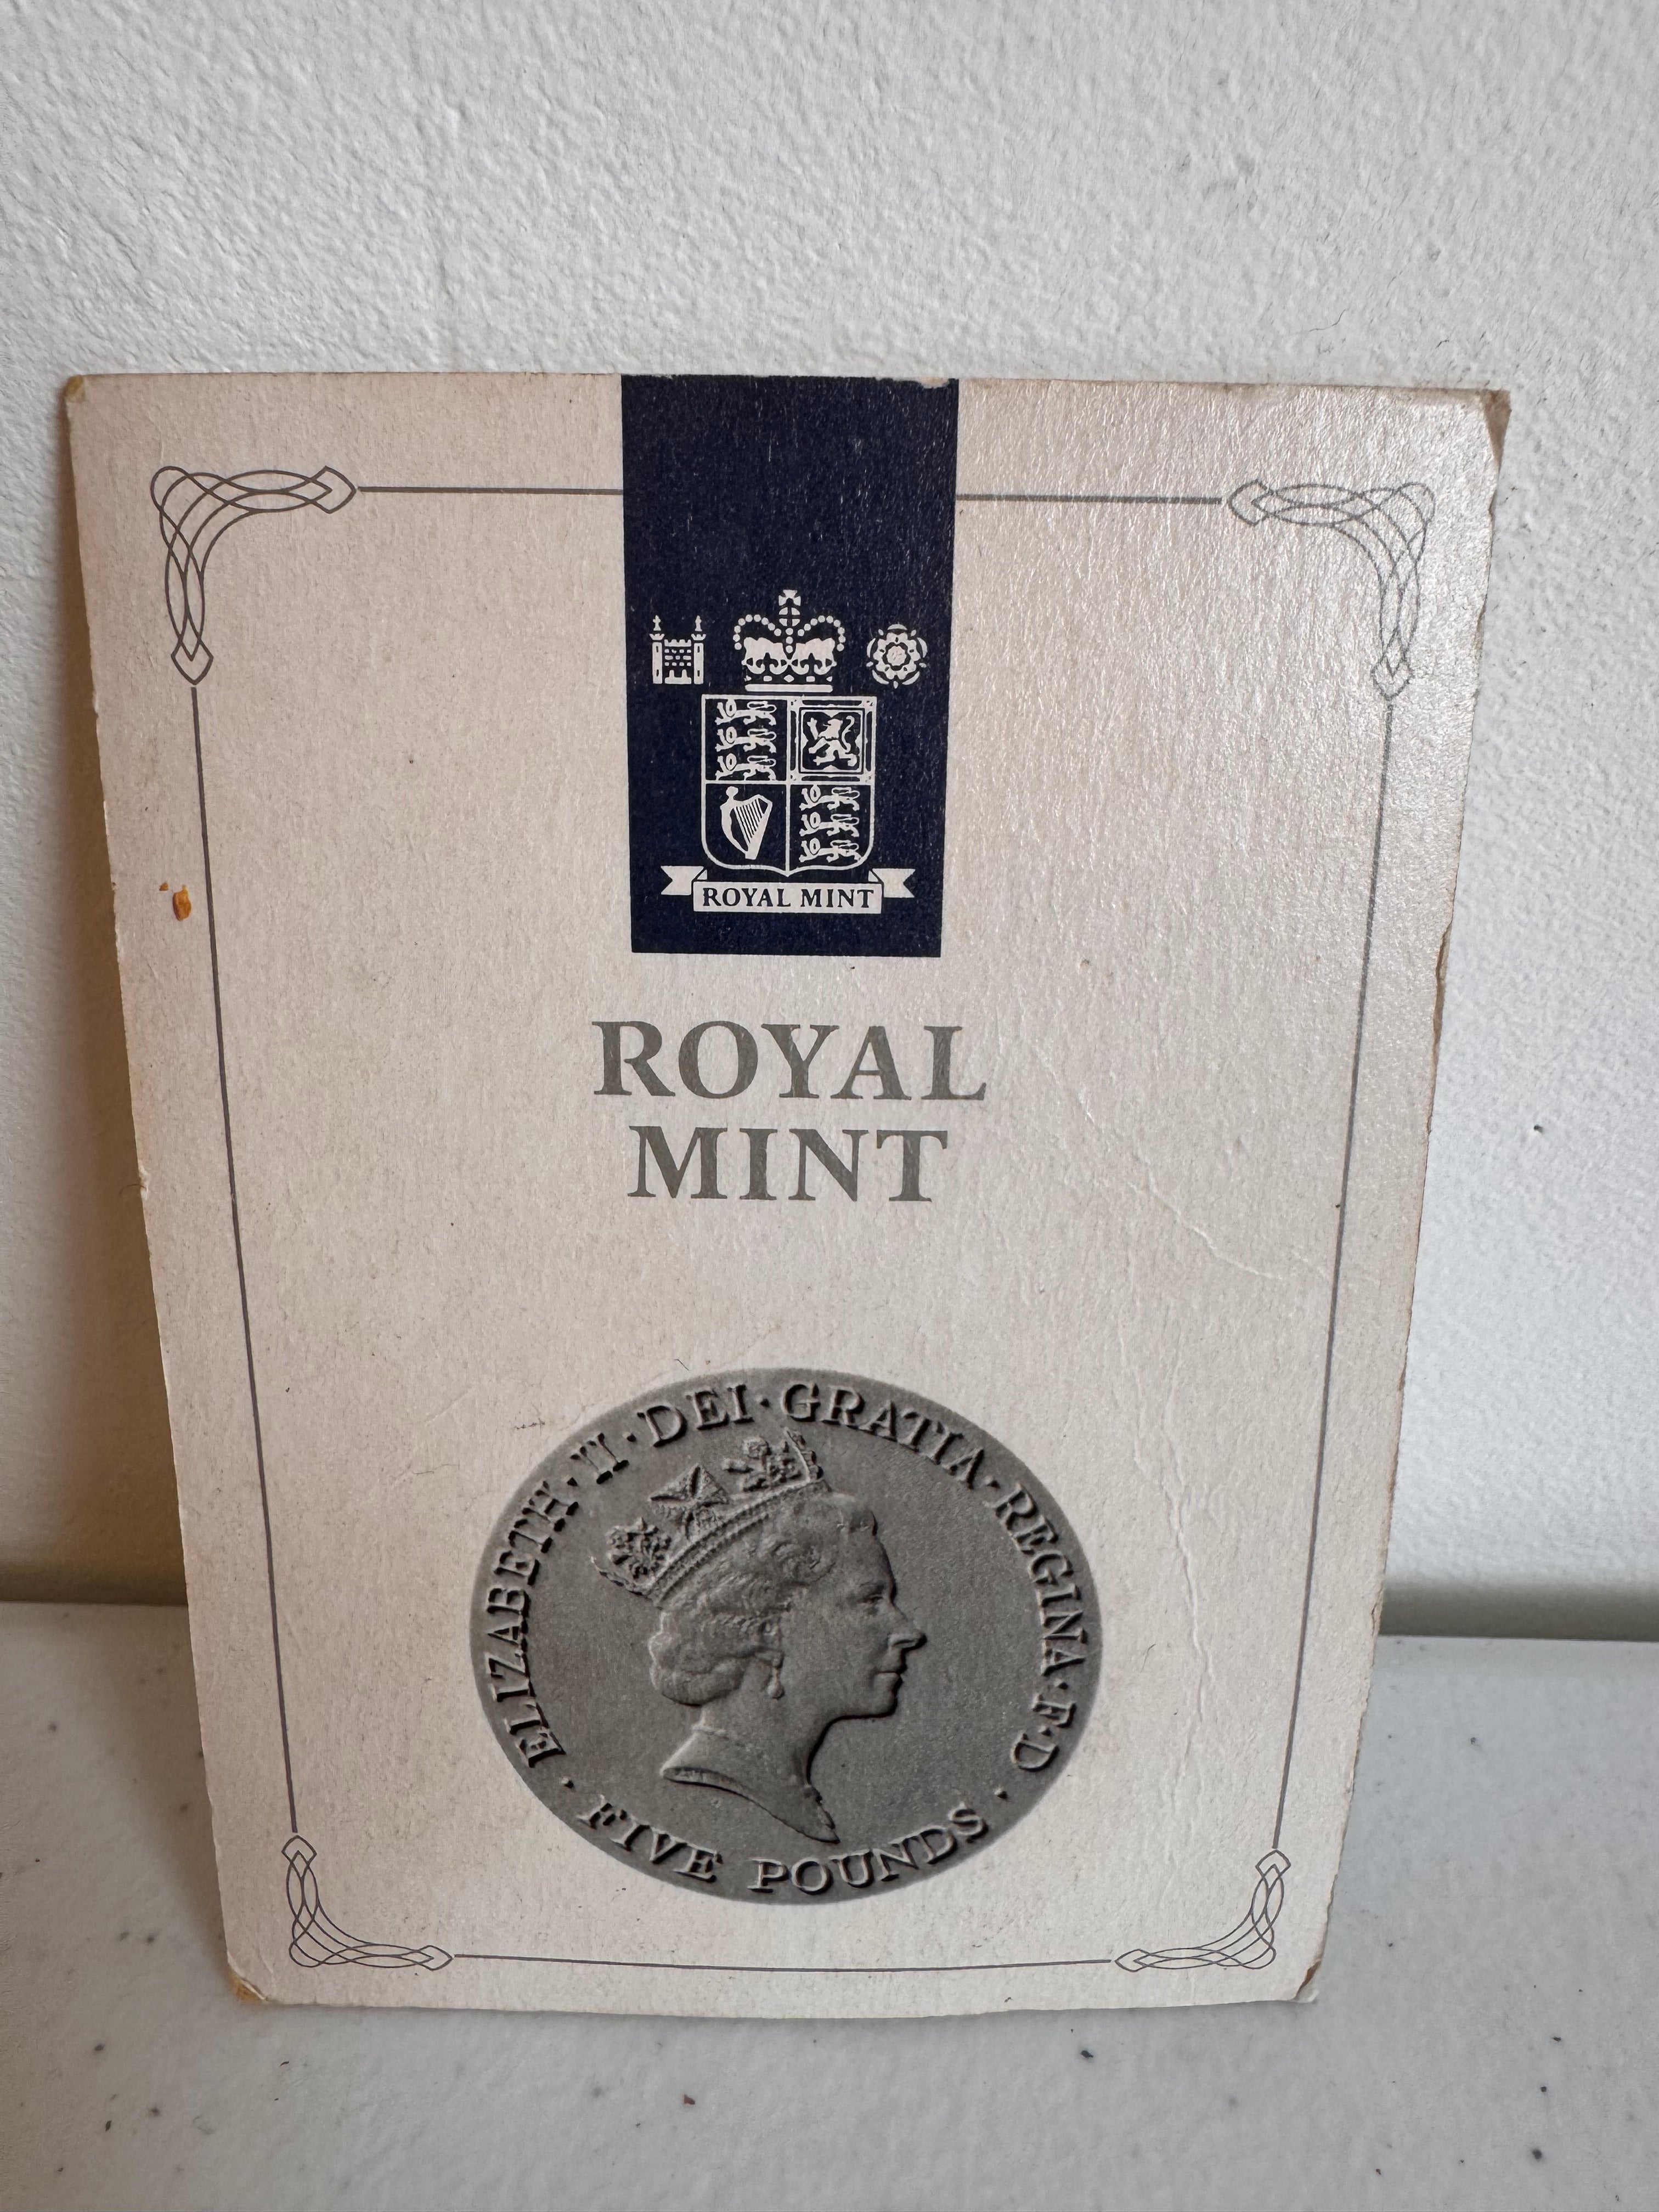 ROYAL MINT
ROYAL
MINT
ELIZABETH · II · DEI · GRATIA · REGINA · F · D ·
FIVE POUNDS ·